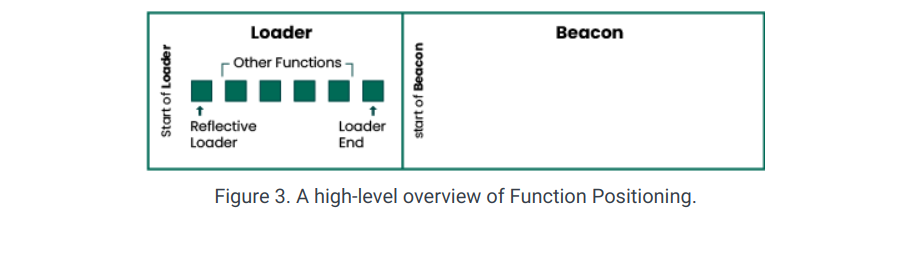 Loader
Beacon
Start of Loader
Other Functions
Reflective
Loader
Loader
End
start of Beacon
Figure 3. A high-level overview of Function Positioning.